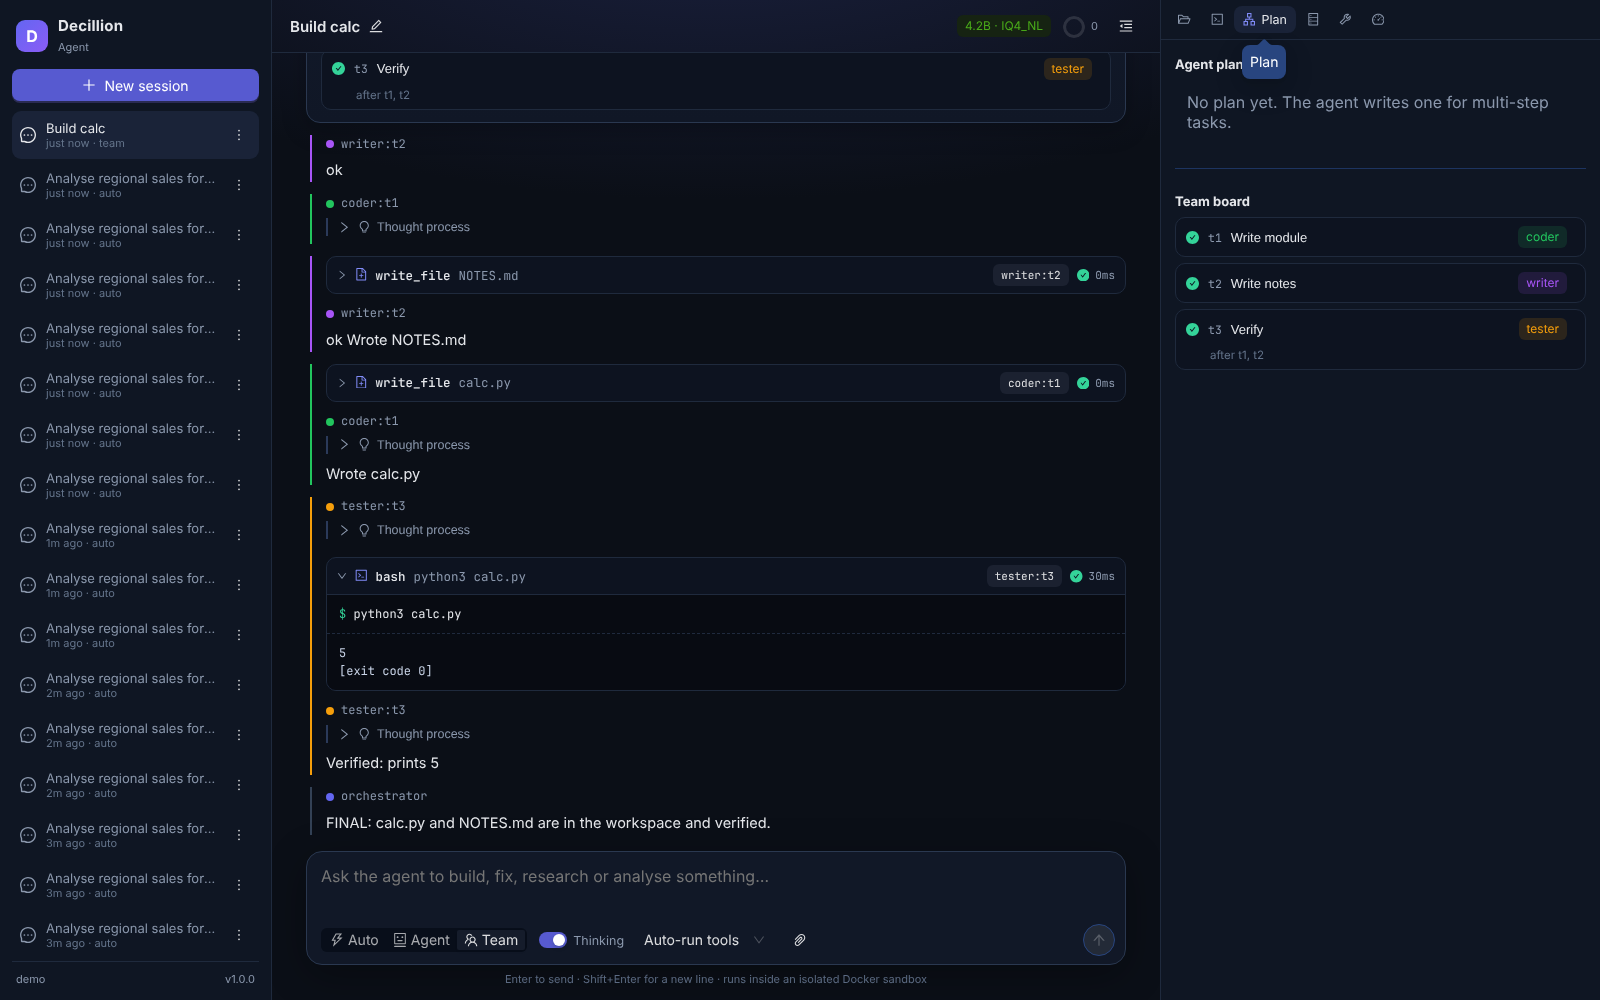 D
Decillion
Agent
New session
Build calc
just now · team
Analyse regional sales for...
just now · auto
Analyse regional sales for...
just now · auto
Analyse regional sales for...
just now · auto
Analyse regional sales for...
just now · auto
Analyse regional sales for...
just now · auto
Analyse regional sales for...
just now · auto
Analyse regional sales for...
just now · auto
Analyse regional sales for...
1m ago · auto
Analyse regional sales for...
1m ago · auto
Analyse regional sales for...
1m ago · auto
Analyse regional sales for...
2m ago · auto
Analyse regional sales for...
2m ago · auto
Analyse regional sales for...
2m ago · auto
Analyse regional sales for...
3m ago · auto
Analyse regional sales for...
3m ago · auto
Analyse regional sales for...
3m ago · auto
demo v1.0.0
Build calc 4.2B · IQ4_NL 0
t3 Verify tester
after t1, t2
writer:t2
ok
coder:t1
Thought process
write_file NOTES.md writer:t2 0ms
writer:t2
ok Wrote NOTES.md
write_file calc.py coder:t1 0ms
coder:t1
Thought process
Wrote calc.py
tester:t3
Thought process
bash python3 calc.py tester:t3 30ms
$ python3 calc.py
5
[exit code 0]
tester:t3
Thought process
Verified: prints 5
orchestrator
FINAL: calc.py and NOTES.md are in the workspace and verified.
Ask the agent to build, fix, research or analyse something...
Auto Agent Team Thinking Auto-run tools
Enter to send · Shift+Enter for a new line · runs inside an isolated Docker sandbox
Plan
Agent plan
Plan
No plan yet. The agent writes one for multi-step
tasks.
Team board
t1 Write module coder
t2 Write notes writer
t3 Verify tester
after t1, t2